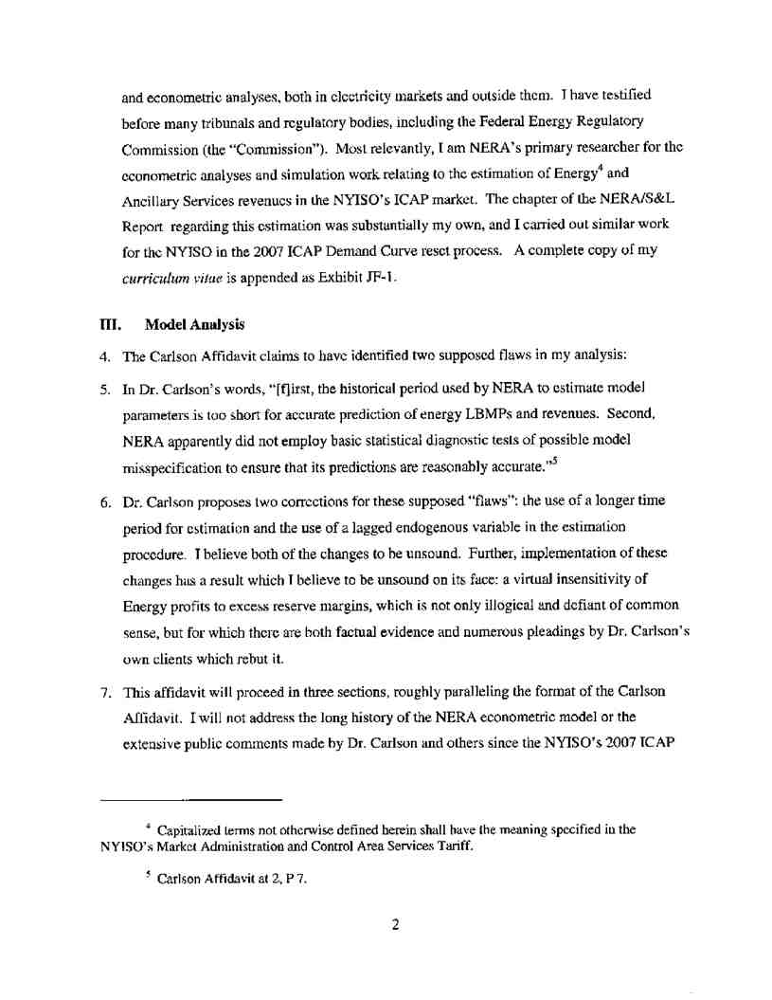 and econometric analyses, both in electricity markets and outside them. I have testified
before many tribunals and regulatory bodies, including the Federal Energy Regulatory
Commission (the “Commission”). Most relevantly, I am NERA’s primary researcher for the
econometric analyses and simulation work relating to the estimation of Energy⁴ and
Ancillary Services revenues in the NYISO’s ICAP market. The chapter of the NERA/S&L
Report regarding this estimation was substantially my own, and I carried out similar work
for the NYISO in the 2007 ICAP Demand Curve reset process. A complete copy of my
curriculum vitae is appended as Exhibit JF-1.
III. Model Analysis
4. The Carlson Affidavit claims to have identified two supposed flaws in my analysis:
5. In Dr. Carlson’s words, “[f]irst, the historical period used by NERA to estimate model
parameters is too short for accurate prediction of energy LBMPs and revenues. Second,
NERA apparently did not employ basic statistical diagnostic tests of possible model
misspecification to ensure that its predictions are reasonably accurate.”⁵
6. Dr. Carlson proposes two corrections for these supposed “flaws”: the use of a longer time
period for estimation and the use of a lagged endogenous variable in the estimation
procedure. I believe both of the changes to be unsound. Further, implementation of these
changes has a result which I believe to be unsound on its face: a virtual insensitivity of
Energy profits to excess reserve margins, which is not only illogical and defiant of common
sense, but for which there are both factual evidence and numerous pleadings by Dr. Carlson’s
own clients which rebut it.
7. This affidavit will proceed in three sections, roughly paralleling the format of the Carlson
Affidavit. I will not address the long history of the NERA econometric model or the
extensive public comments made by Dr. Carlson and others since the NYISO’s 2007 ICAP
⁴ Capitalized terms not otherwise defined herein shall have the meaning specified in the
NYISO’s Market Administration and Control Area Services Tariff.
⁵ Carlson Affidavit at 2, P 7.
2